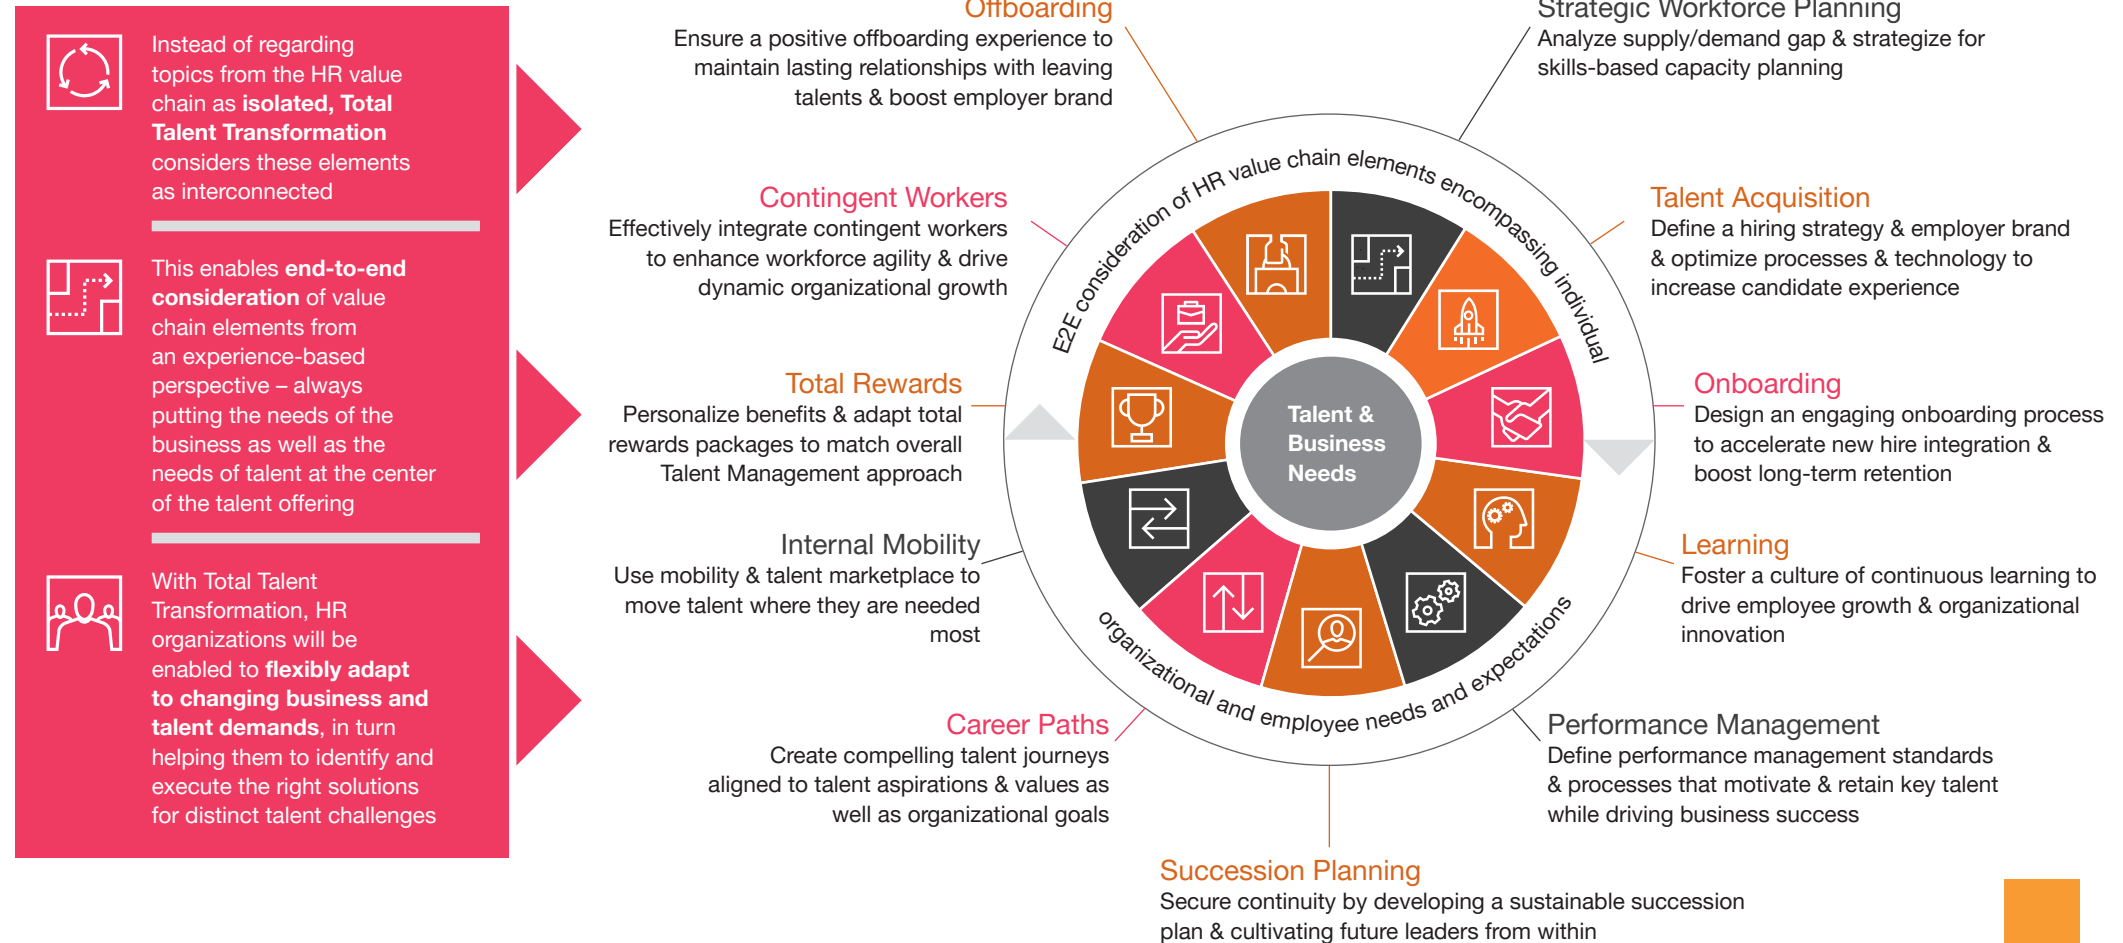 Instead of regarding
topics from the HR value
chain as isolated, Total
Talent Transformation
considers these elements
as interconnected
This enables end-to-end
consideration of value
chain elements from
an experience-based
perspective – always
putting the needs of the
business as well as the
needs of talent at the center
of the talent offering
With Total Talent
Transformation, HR
organizations will be
enabled to flexibly adapt
to changing business and
talent demands, in turn
helping them to identify and
execute the right solutions
for distinct talent challenges
Offboarding
Ensure a positive offboarding experience to
maintain lasting relationships with leaving
talents & boost employer brand
Strategic Workforce Planning
Analyze supply/demand gap & strategize for
skills-based capacity planning
Contingent Workers
Effectively integrate contingent workers
to enhance workforce agility & drive
dynamic organizational growth
Talent Acquisition
Define a hiring strategy & employer brand
& optimize processes & technology to
increase candidate experience
Total Rewards
Personalize benefits & adapt total
rewards packages to match overall
Talent Management approach
Onboarding
Design an engaging onboarding process
to accelerate new hire integration &
boost long-term retention
Internal Mobility
Use mobility & talent marketplace to
move talent where they are needed
most
Learning
Foster a culture of continuous learning to
drive employee growth & organizational
innovation
Career Paths
Create compelling talent journeys
aligned to talent aspirations & values as
well as organizational goals
Performance Management
Define performance management standards
& processes that motivate & retain key talent
while driving business success
Succession Planning
Secure continuity by developing a sustainable succession
plan & cultivating future leaders from within
E2E consideration of HR value chain elements encompassing individual
organizational and employee needs and expectations
Talent &
Business
Needs